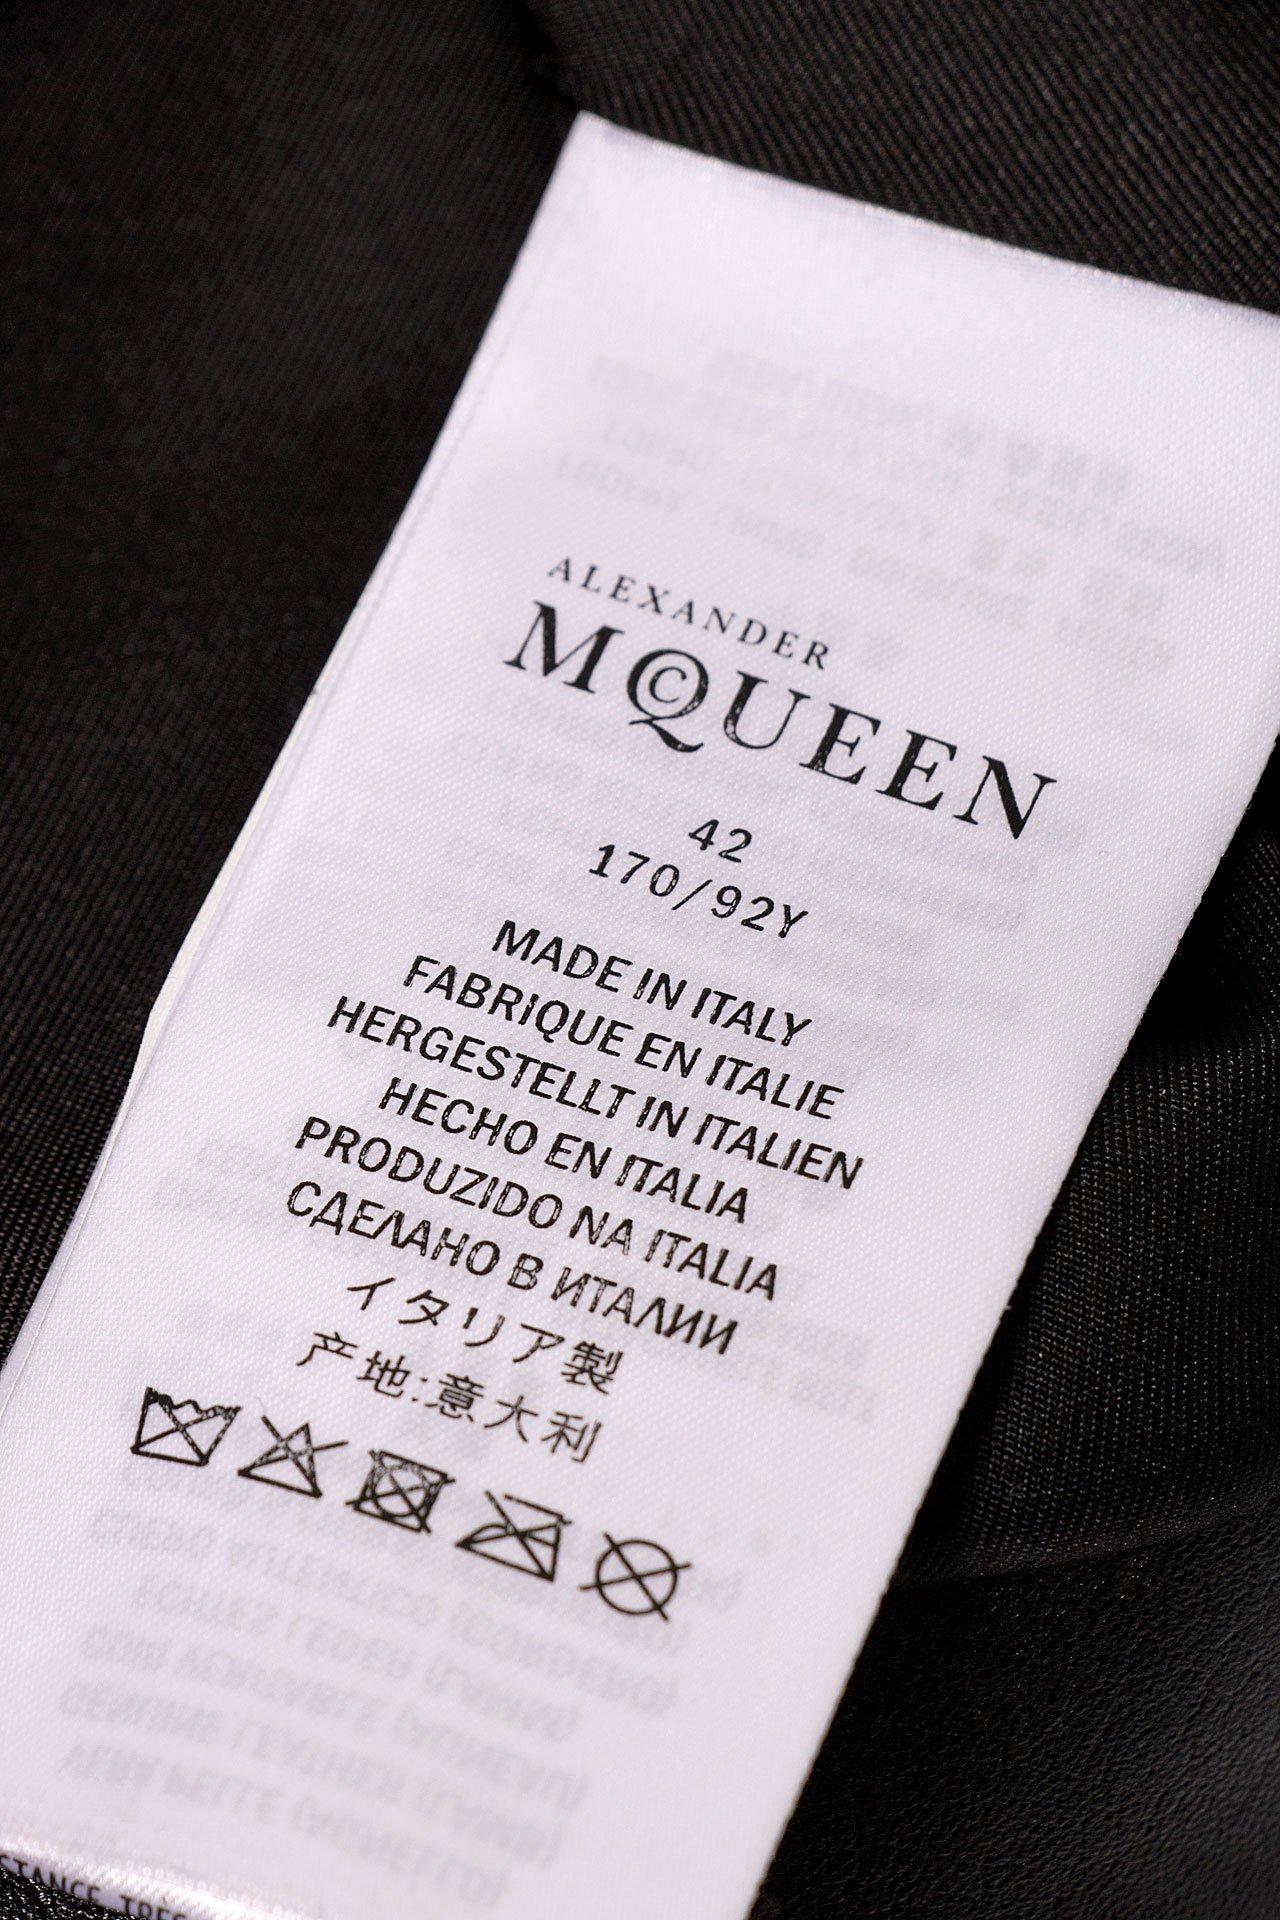 ALEXANDER
McQUEEN
42
170/92Y
MADE IN ITALY
FABRIQUE EN ITALIE
HERGESTELLT IN ITALIEN
HECHO EN ITALIA
PRODUZIDO NA ITALIA
СДЕЛАНО В ИТАЛИИ
イタリア製
产地:意大利